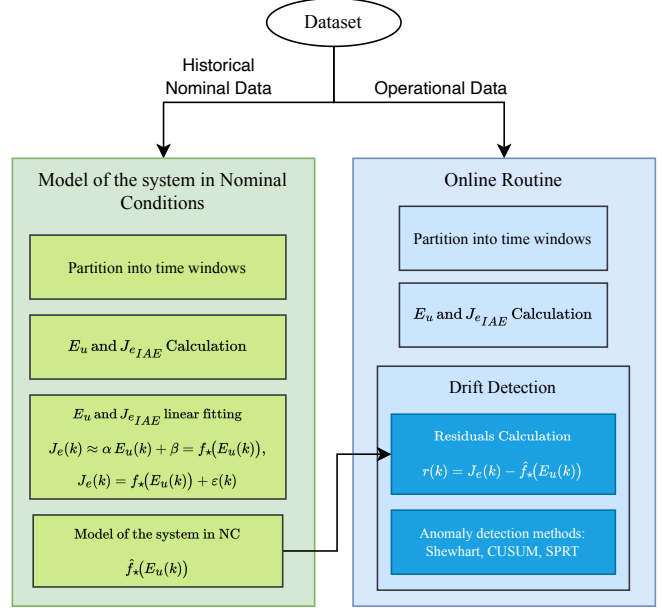 Dataset
Historical
Nominal Data
Operational Data
Model of the system in Nominal
Conditions
Partition into time windows
E_u and J_{e_{IAE}} Calculation
E_u and J_{e_{IAE}} linear fitting
J_e(k) ≈ α E_u(k) + β = f_⋆(E_u(k)),
J_e(k) = f_⋆(E_u(k)) + ε(k)
Model of the system in NC
f̂_⋆(E_u(k))
Online Routine
Partition into time windows
E_u and J_{e_{IAE}} Calculation
Drift Detection
Residuals Calculation
r(k) = J_e(k) − f̂_⋆(E_u(k))
Anomaly detection methods:
Shewhart, CUSUM, SPRT